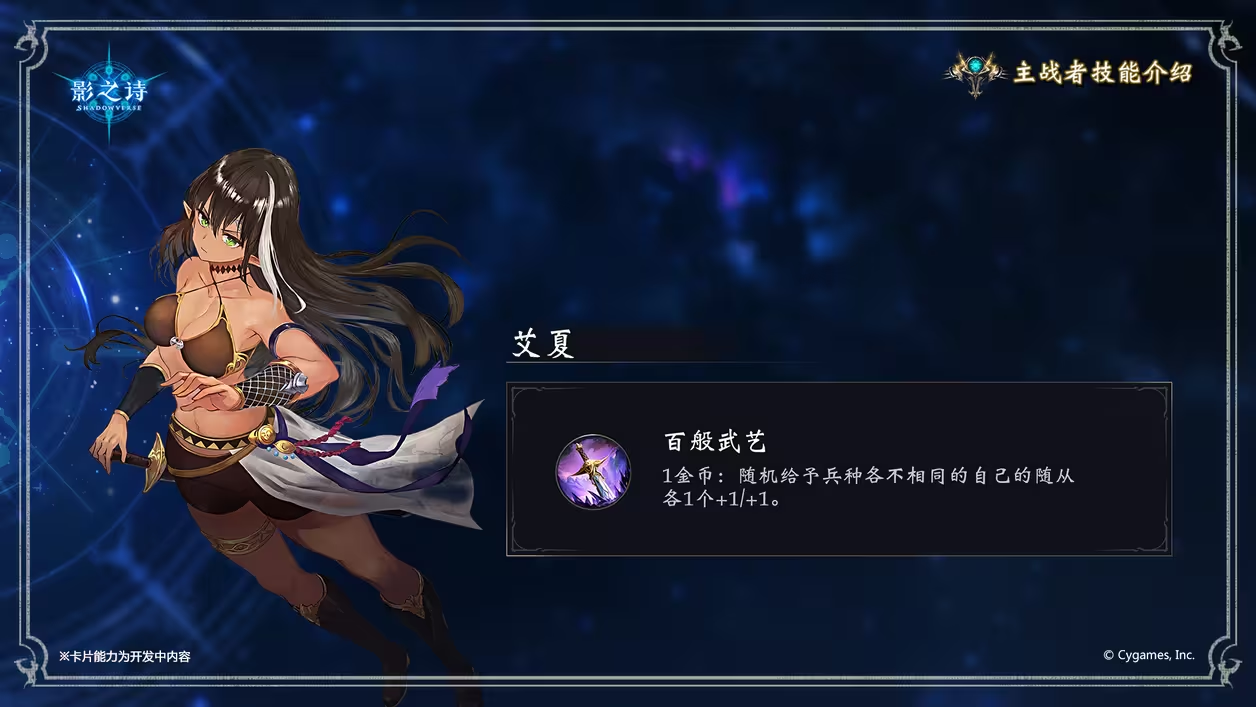 影之诗
SHADOWVERSE
主战者技能介绍
艾夏
百般武艺
1金币：随机给予兵种各不相同的自己的随从
各1个+1/+1。
※卡片能力为开发中内容
© Cygames, Inc.